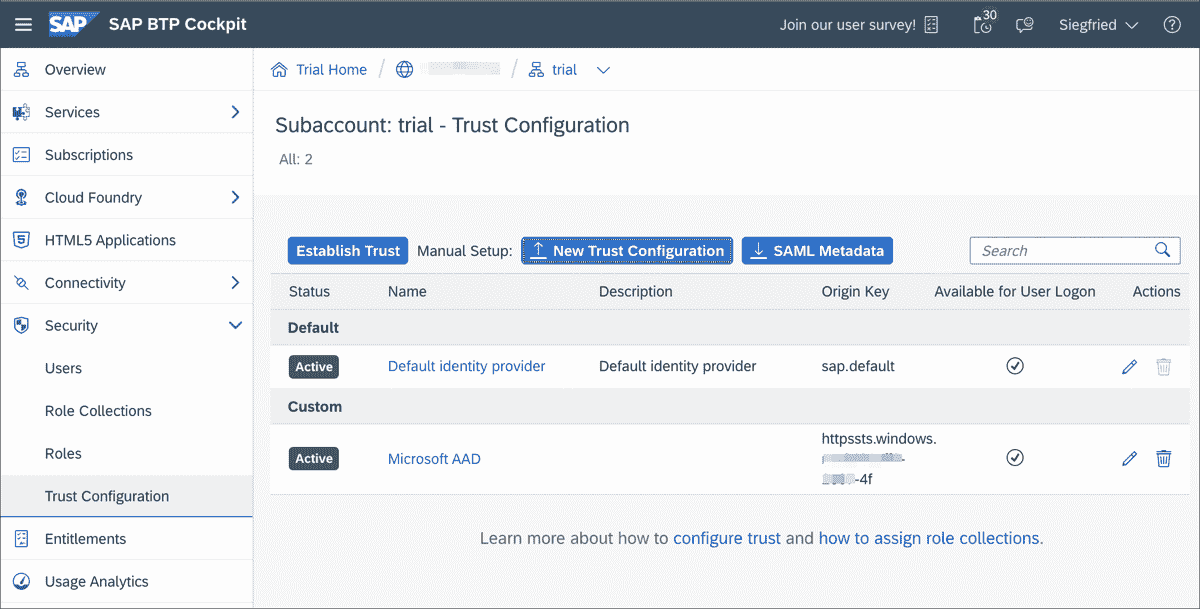 SAP SAP BTP Cockpit Join our user survey! 30 Siegfried
Overview
Services
Subscriptions
Cloud Foundry
HTML5 Applications
Connectivity
Security
Users
Role Collections
Roles
Trust Configuration
Entitlements
Usage Analytics
Trial Home / / trial
Subaccount: trial - Trust Configuration
All: 2
Establish Trust Manual Setup: New Trust Configuration SAML Metadata Search
Status Name Description Origin Key Available for User Logon Actions
Default
Active Default identity provider Default identity provider sap.default
Custom
Active Microsoft AAD httpssts.windows.
-
-4f
Learn more about how to configure trust and how to assign role collections.